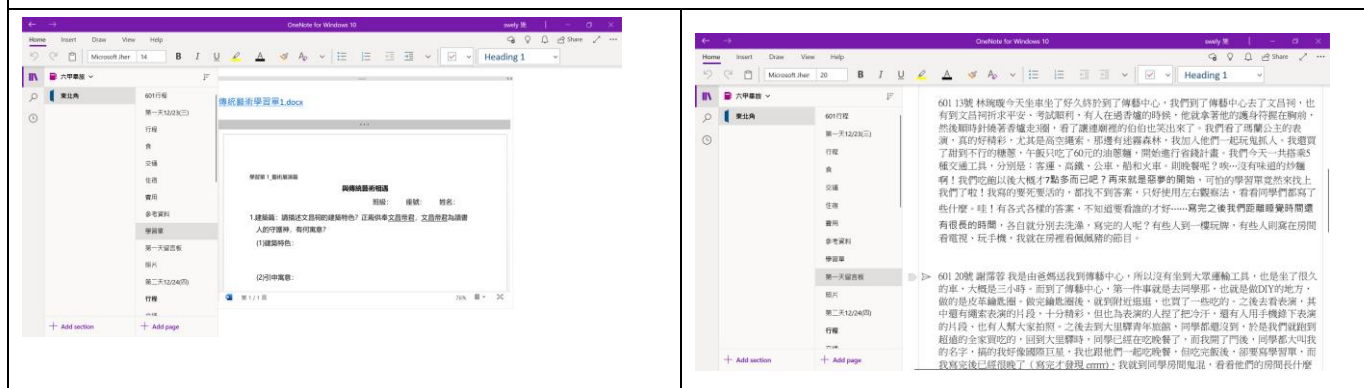 OneNote for Windows 10
Home Insert Draw View Help
Share
Microsoft Jher 14 B I U A Heading 1
六甲畢旅
東北角
601行程
第一天12/23(三)
行程
食
交通
住宿
費用
參考資料
學習單
第一天留言板
照片
第二天12/24(四)
行程
Add section
Add page
傳統藝術學習單1.docx
學習單1_藝術展演篇
與傳統藝術相遇
班級: 座號: 姓名:
1.建築篇：請描述文昌祠的建築特色? 正殿供奉文昌帝君，文昌帝君為讀書
人的守護神，有何寓意?
(1)建築特色:
(2)引申寓意:
第1/1頁
76%
OneNote for Windows 10
Home Insert Draw View Help
Share
Microsoft Jher 20 B I U A Heading 1
六甲畢旅
東北角
601行程
第一天12/23(三)
行程
食
交通
住宿
費用
參考資料
學習單
第一天留言板
照片
第二天12/24(四)
行程
Add section
Add page
601 13號 林琬璇今天坐車坐了好久終於到了傳藝中心，我們到了傳藝中心去了文昌祠，也
有到文昌祠祈求平安、考試順利，有人在過香爐的時候，他就拿著他的護身符握在胸前，
然後順時針繞著香爐走3圈，看了讓連廟裡的伯伯也笑出來了。我們看了瑪蘭公主的表
演，真的好精彩，尤其是高空繩索。那邊有迷霧森林，我加入他們一起玩鬼抓人。我還買
了甜到不行的糖蔥，午飯只吃了60元的油蔥麵，開始進行省錢計畫。我們今天一共搭乘5
種交通工具，分別是：客運、高鐵、公車、船和火車。則晚餐呢？唉…沒有味道的炒麵
啊！我們吃飽以後大概才7點多而已吧？再來就是惡夢的開始，可怕的學習單竟然來找上
我們了啦！我寫的要死要活的，都找不到答案，只好使用左右觀察法，看看同學們都寫了
些什麼。哇！有各式各樣的答案，不知道要看誰的才好……寫完之後我們距離睡覺時間還
有很長的時間，各自就分別去洗澡，寫完的人呢？有些人到一樓玩牌，有些人則窩在房間
看電視、玩手機，我就在房裡看佩佩豬的節目。
601 20號 謝霈蓉 我是由爸媽送我到傳藝中心，所以沒有坐到大眾運輸工具，也是坐了很久
的車，大概是三小時。而到了傳藝中心，第一件事就是去同學那，也就是做DIY的地方，
做的是皮革鑰匙圈。做完鑰匙圈後，就到附近逛逛，也買了一些吃的。之後去看表演，其
中還有繩索表演的片段，十分精彩，但也為表演的人捏了把冷汗，還有人用手機錄下表演
的片段，也有人幫大家拍照。之後去到大里驛青年旅館，同學都還沒到，於是我們就跑到
超遠的全家買吃的，回到大里驛時，同學已經在吃晚餐了，而我開了門後，同學都大叫我
的名字，搞的我好像國際巨星，我也跟他們一起吃晚餐，但吃完飯後，卻要寫學習單，而
我寫完後已經很晚了（寫完才發現 errrr)，我就到同學房間鬼混，看看他們的房間長什麼